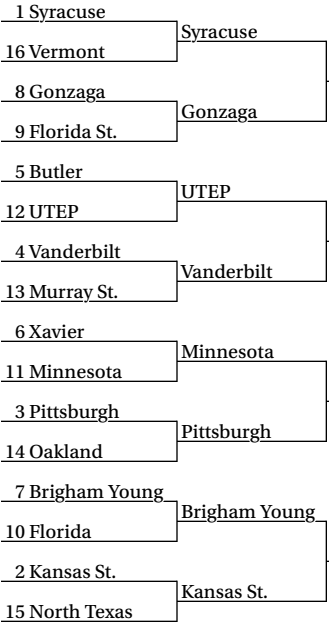 1 Syracuse
Syracuse
16 Vermont
8 Gonzaga
Gonzaga
9 Florida St.
5 Butler
UTEP
12 UTEP
4 Vanderbilt
Vanderbilt
13 Murray St.
6 Xavier
Minnesota
11 Minnesota
3 Pittsburgh
Pittsburgh
14 Oakland
7 Brigham Young
Brigham Young
10 Florida
2 Kansas St.
Kansas St.
15 North Texas